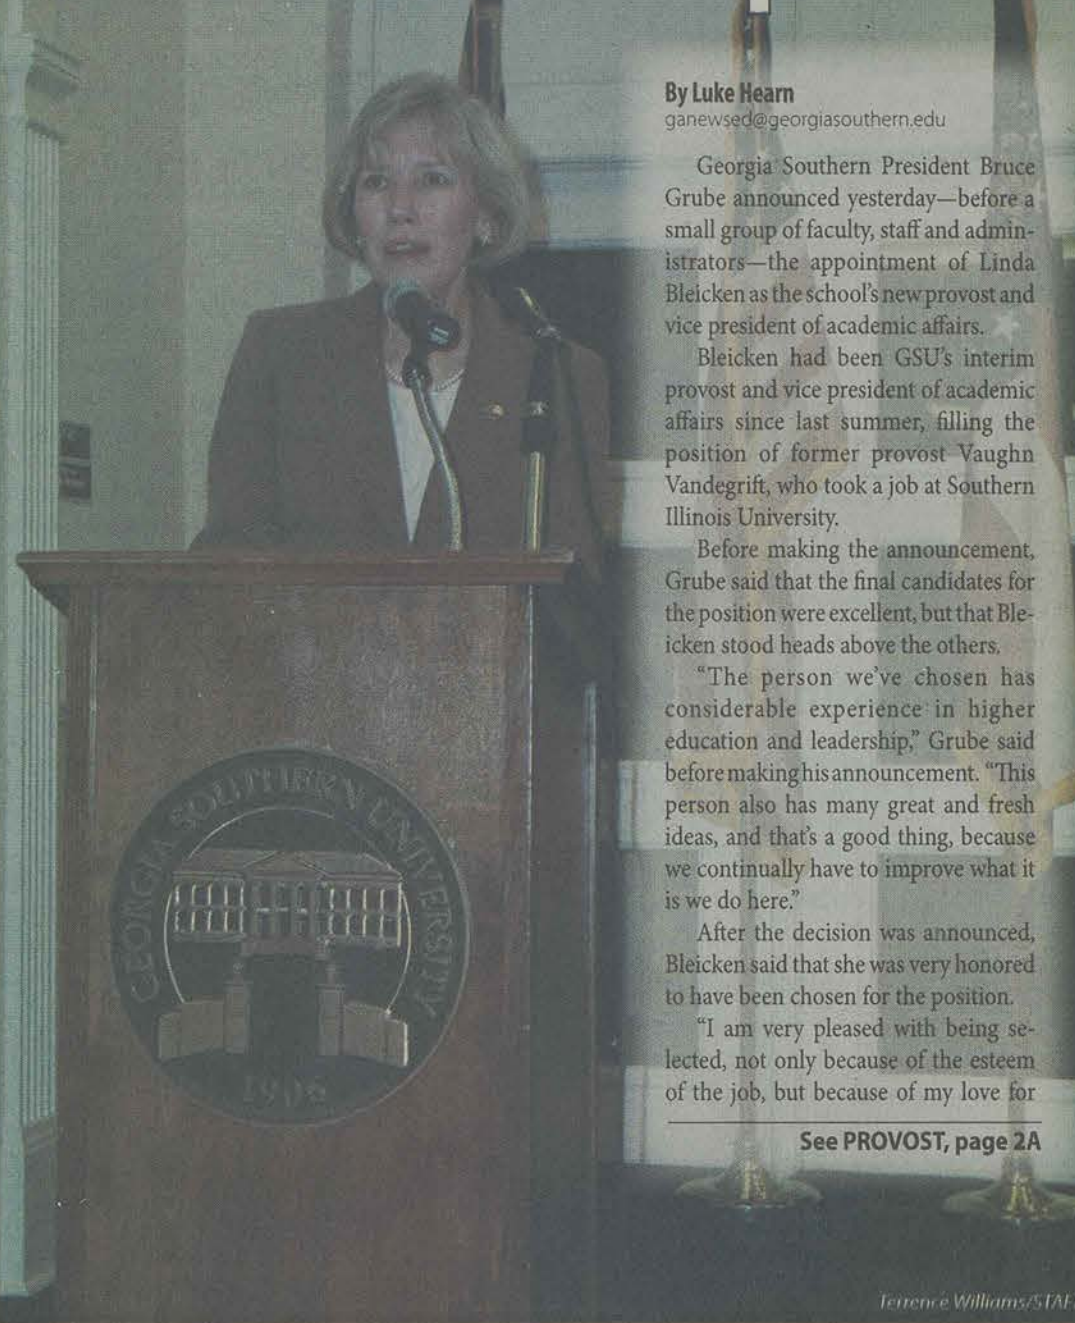 By Luke Hearn
ganewsed@georgiasouthern.edu
Georgia Southern President Bruce
Grube announced yesterday—before a
small group of faculty, staff and admin-
istrators—the appointment of Linda
Bleicken as the school's new provost and
vice president of academic affairs.
Bleicken had been GSU's interim
provost and vice president of academic
affairs since last summer, filling the
position of former provost Vaughn
Vandegrift, who took a job at Southern
Illinois University.
Before making the announcement,
Grube said that the final candidates for
the position were excellent, but that Ble-
icken stood heads above the others.
“The person we've chosen has
considerable experience in higher
education and leadership,” Grube said
before making his announcement. “This
person also has many great and fresh
ideas, and that's a good thing, because
we continually have to improve what it
is we do here.”
After the decision was announced,
Bleicken said that she was very honored
to have been chosen for the position.
“I am very pleased with being se-
lected, not only because of the esteem
of the job, but because of my love for
See PROVOST, page 2A
GEORGIA SOUTHERN UNIVERSITY
1906
Terrence Williams/STAF